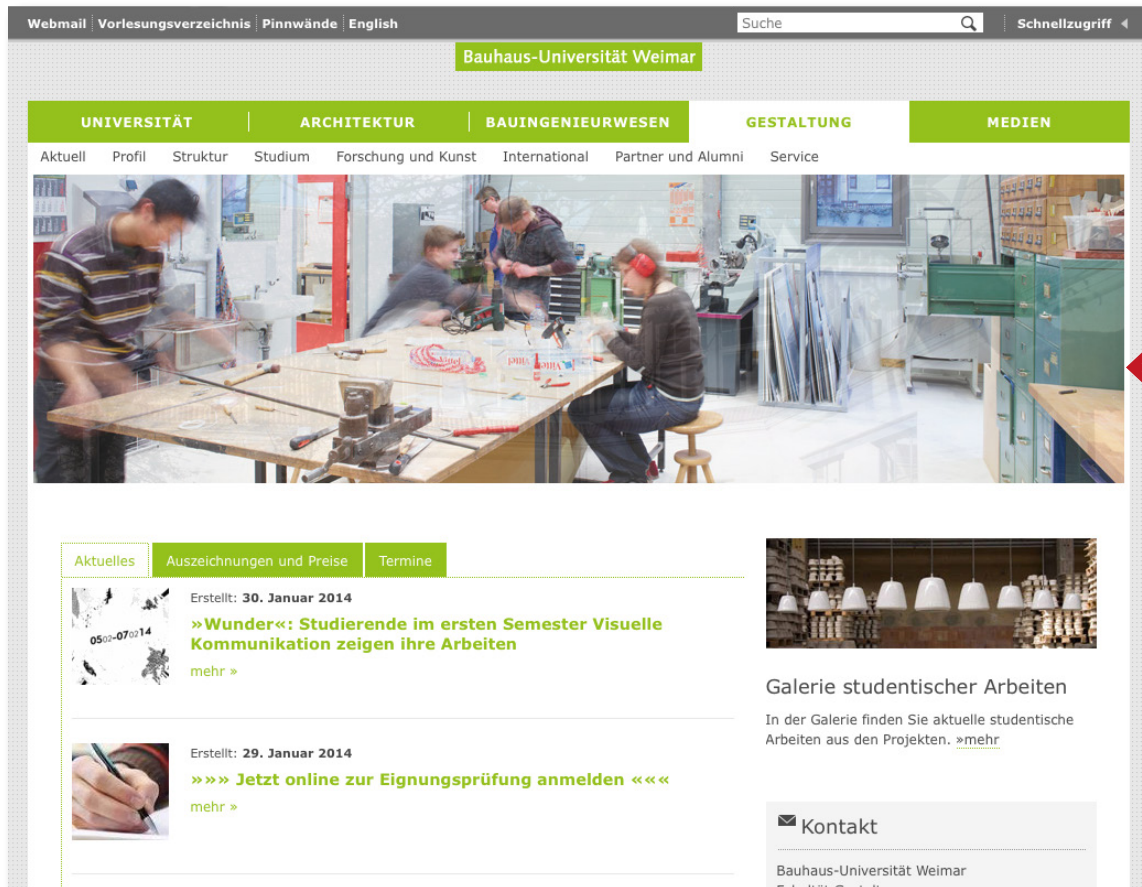 Webmail Vorlesungsverzeichnis Pinnwände English
Suche
Schnellzugriff
Bauhaus-Universität Weimar
UNIVERSITÄT ARCHITEKTUR BAUINGENIEURWESEN GESTALTUNG MEDIEN
Aktuell Profil Struktur Studium Forschung und Kunst International Partner und Alumni Service
Aktuelles Auszeichnungen und Preise Termine
0502-070214
Erstellt: 30. Januar 2014
»Wunder«: Studierende im ersten Semester Visuelle
Kommunikation zeigen ihre Arbeiten
mehr »
Erstellt: 29. Januar 2014
»»» Jetzt online zur Eignungsprüfung anmelden «««
mehr »
Galerie studentischer Arbeiten
In der Galerie finden Sie aktuelle studentische
Arbeiten aus den Projekten. »mehr
Kontakt
Bauhaus-Universität Weimar